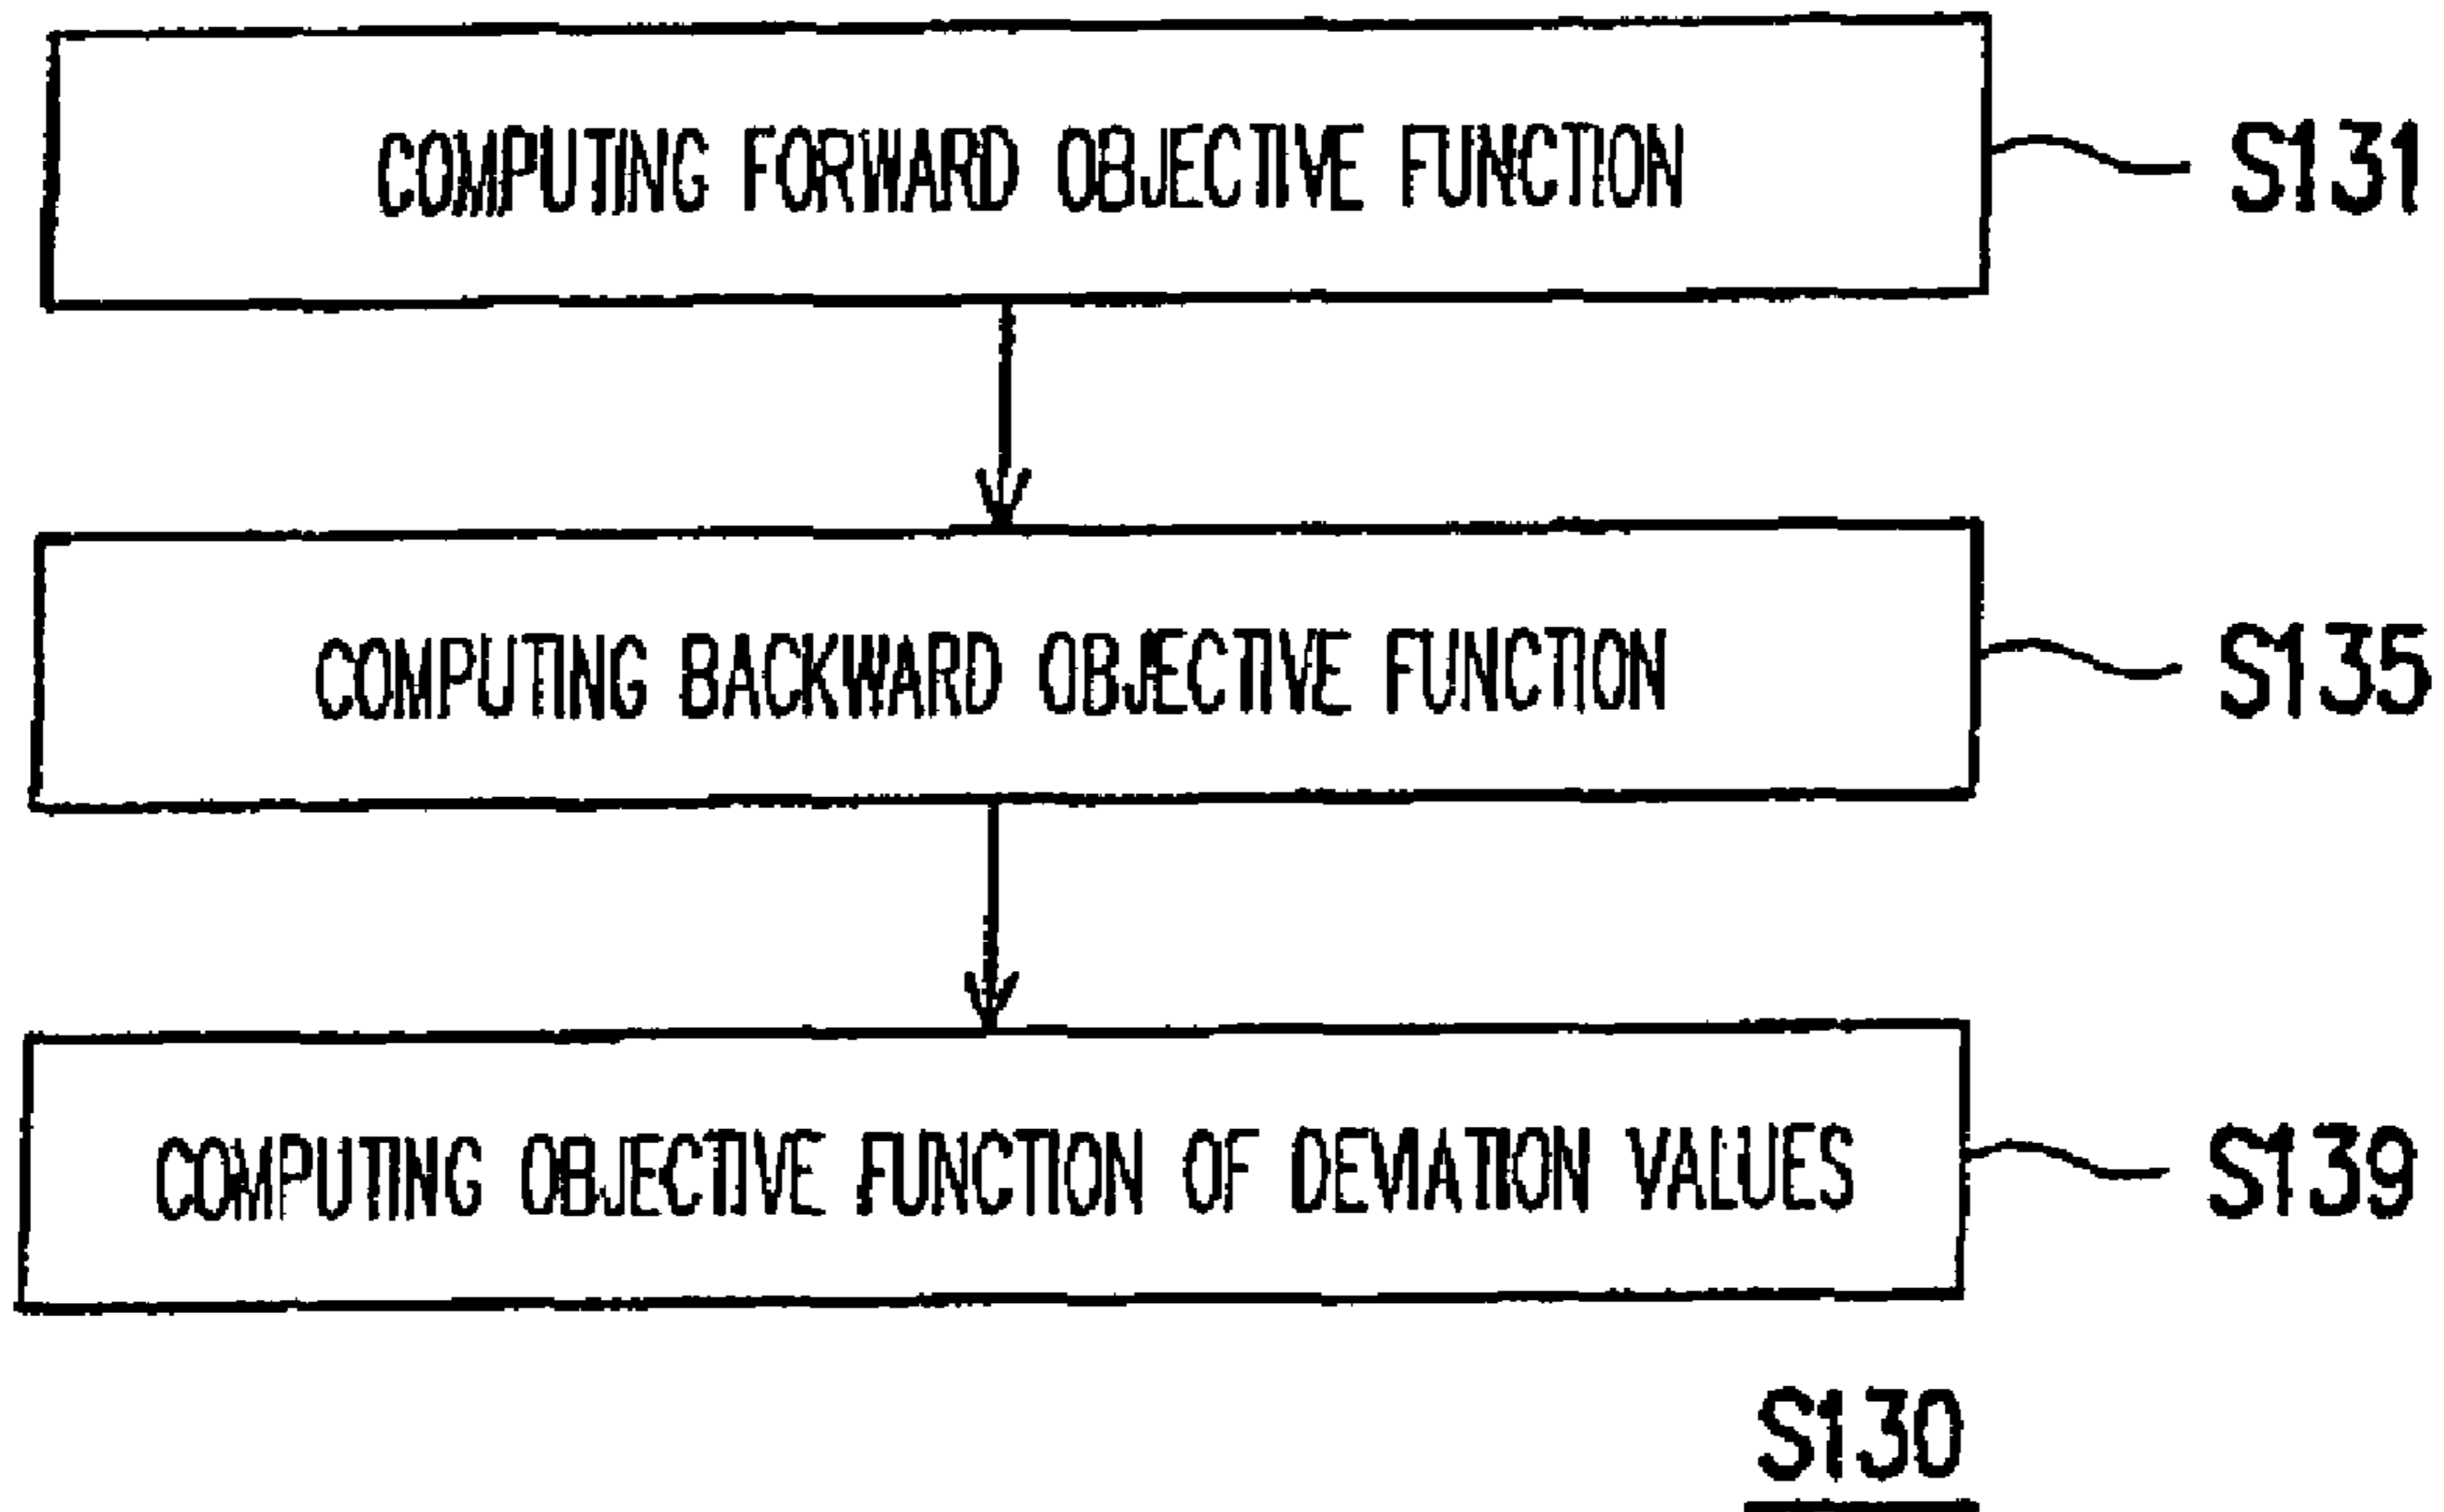 COMPUTING FORWARD OBJECTIVE FUNCTION S131
COMPUTING BACKWARD OBJECTIVE FUNCTION S135
COMPUTING OBJECTIVE FUNCTION OF DEVIATION VALUES S139
S130